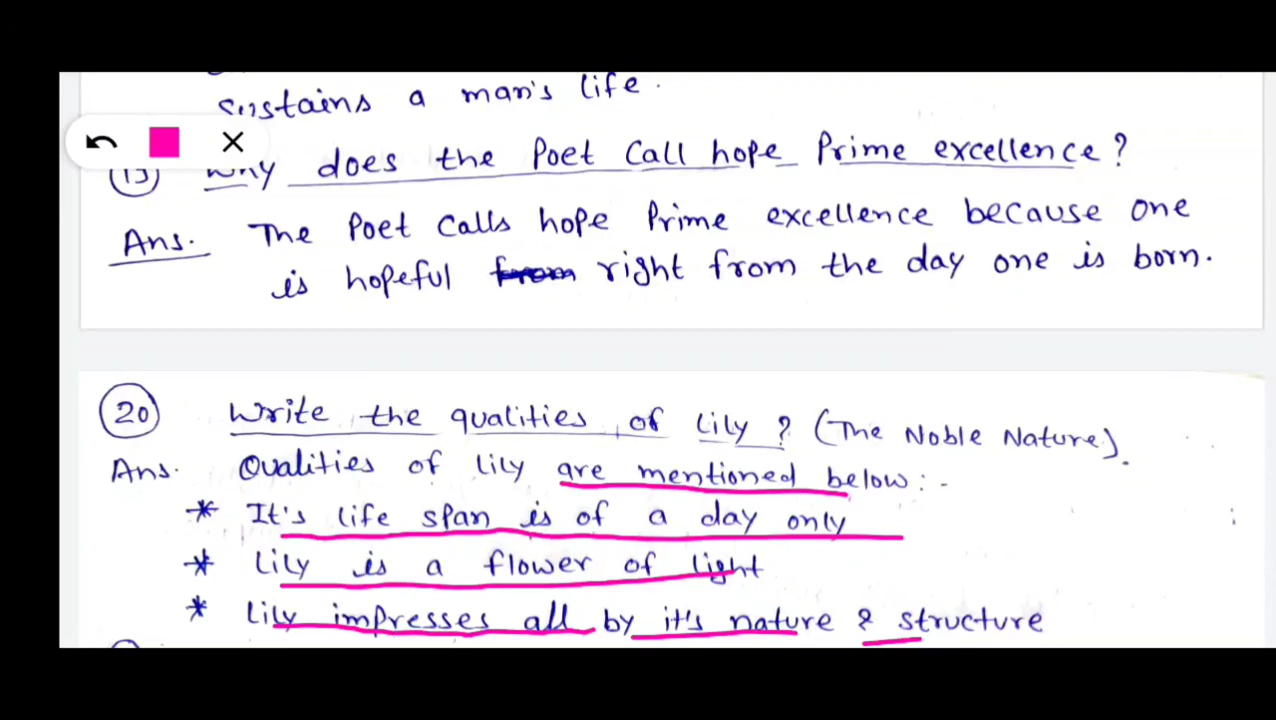 sustains a man's life.
(13) Why does the Poet Call hope Prime excellence?
Ans. The Poet Calls hope Prime excellence because one
is hopeful from right from the day one is born.
(20) Write the qualities of Lily? (The Noble Nature).
Ans. Qualities of Lily are mentioned below:-
* It's life span is of a day only
* Lily is a flower of light
* Lily impresses all by it's nature & structure